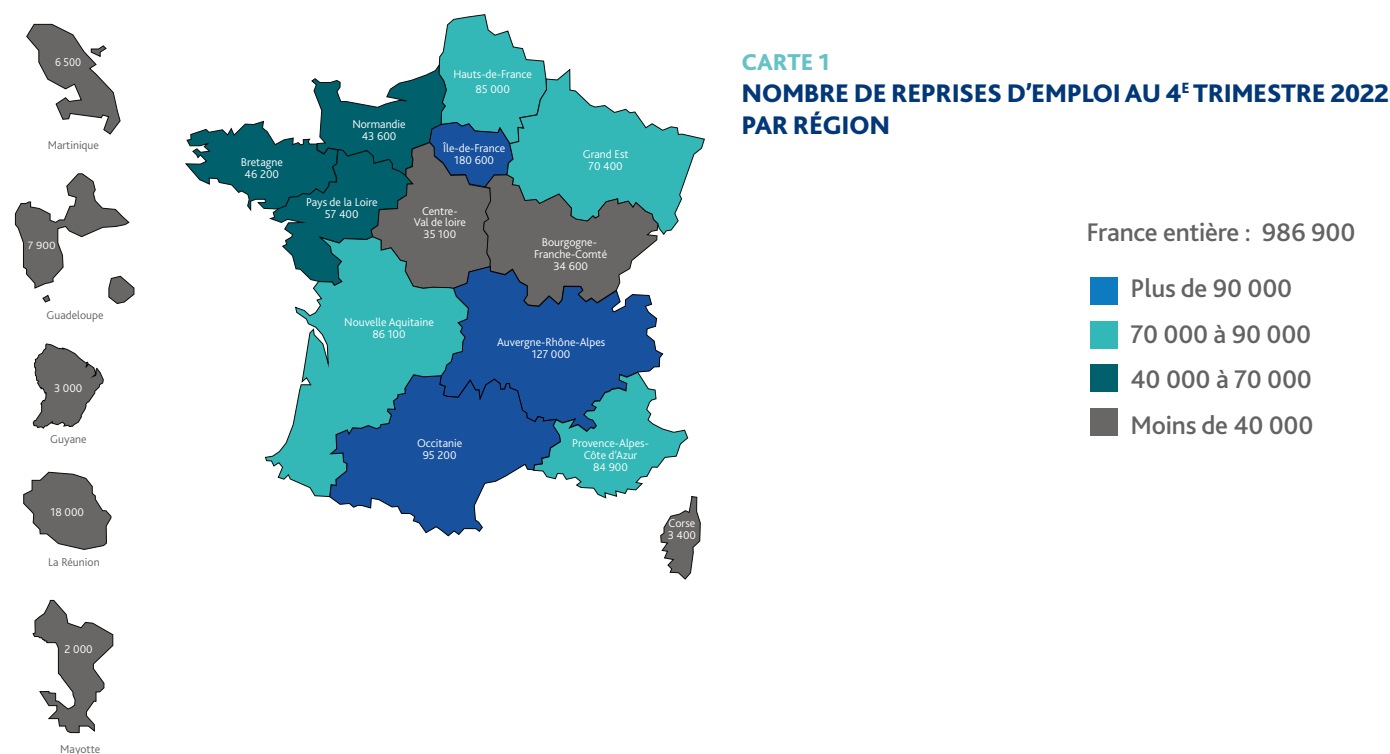 CARTE 1
NOMBRE DE REPRISES D'EMPLOI AU 4E TRIMESTRE 2022
PAR RÉGION
6 500
Martinique
7 900
Guadeloupe
3 000
Guyane
18 000
La Réunion
2 000
Mayotte
Hauts-de-France
85 000
Normandie
43 600
Île-de-France
180 600
Grand Est
70 400
Bretagne
46 200
Pays de la Loire
57 400
Centre-
Val de loire
35 100
Bourgogne-
Franche-Comté
34 600
Nouvelle Aquitaine
86 100
Auvergne-Rhône-Alpes
127 000
Occitanie
95 200
Provence-Alpes-
Côte d'Azur
84 900
Corse
3 400
France entière : 986 900
Plus de 90 000
70 000 à 90 000
40 000 à 70 000
Moins de 40 000